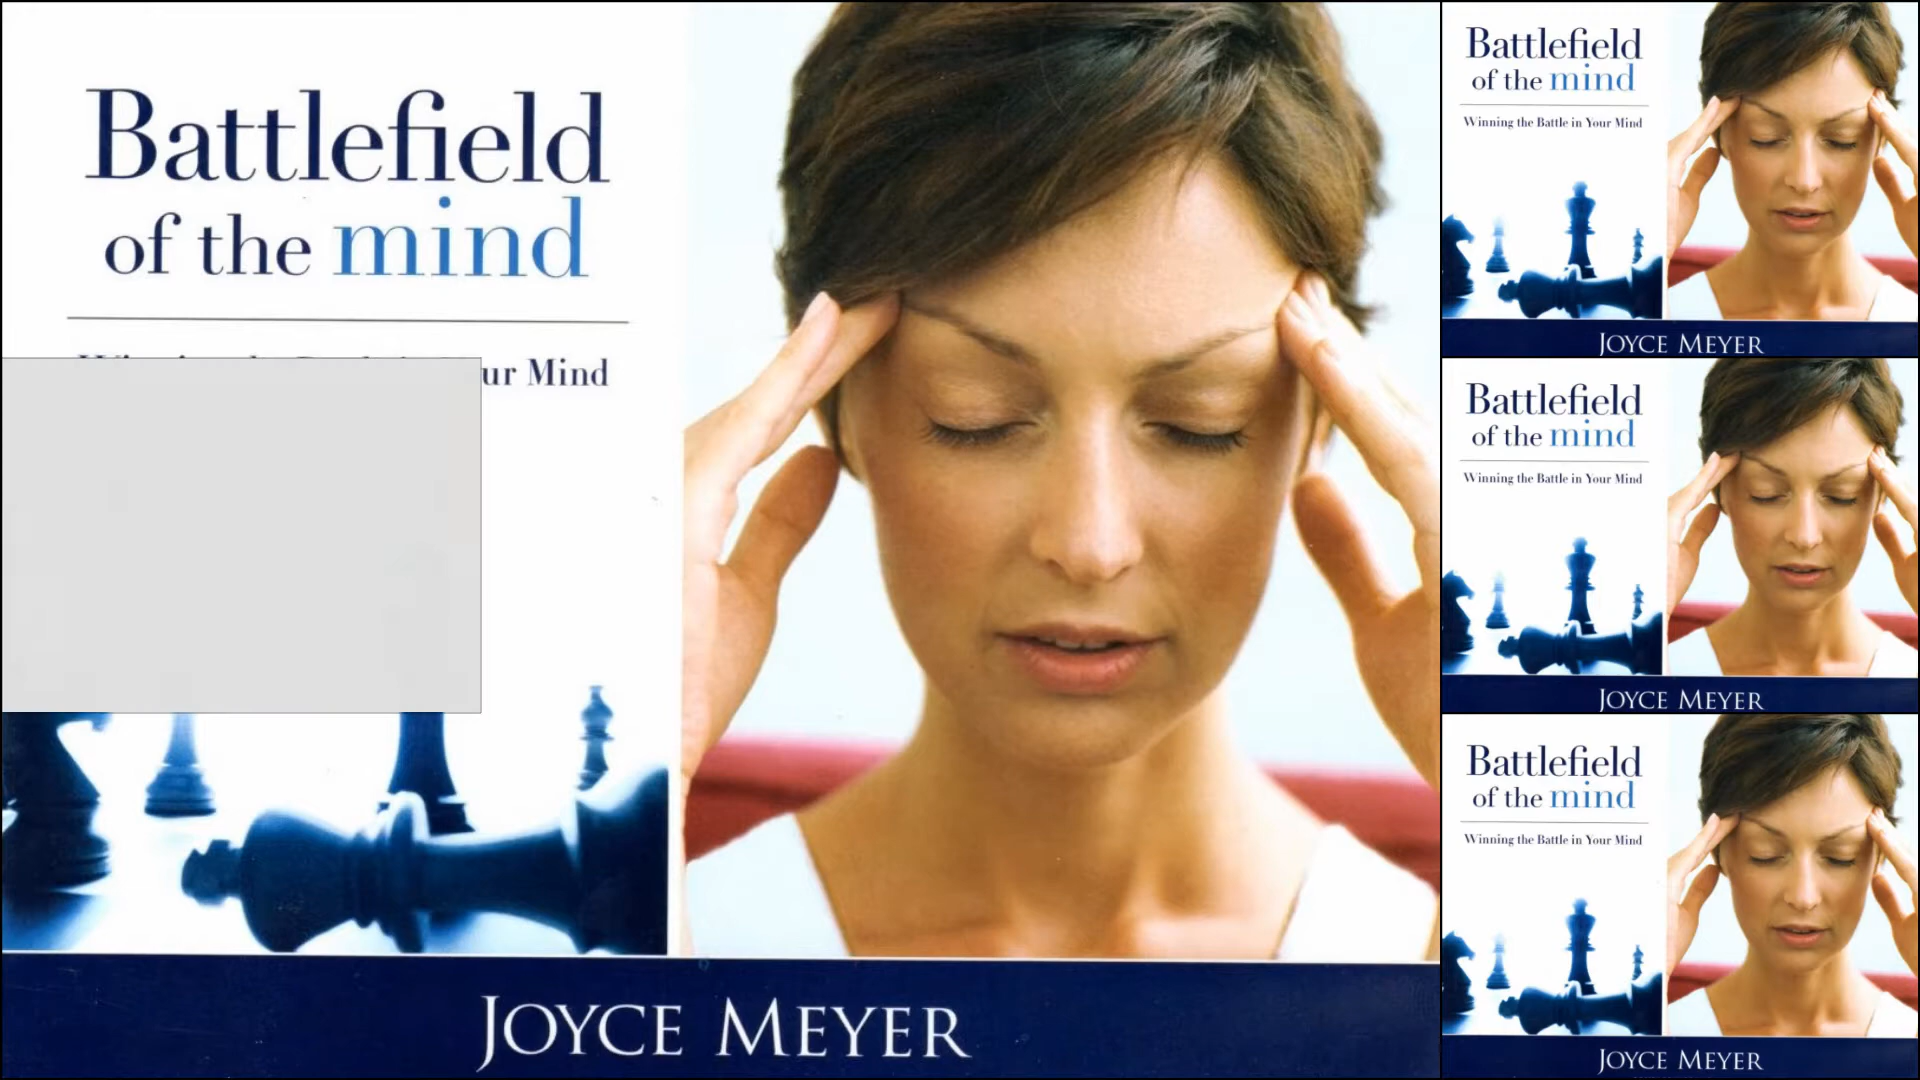 Battlefield
of the mind
ur Mind
JOYCE MEYER
Battlefield
of the mind
Winning the Battle in Your Mind
JOYCE MEYER
Battlefield
of the mind
Winning the Battle in Your Mind
JOYCE MEYER
Battlefield
of the mind
Winning the Battle in Your Mind
JOYCE MEYER